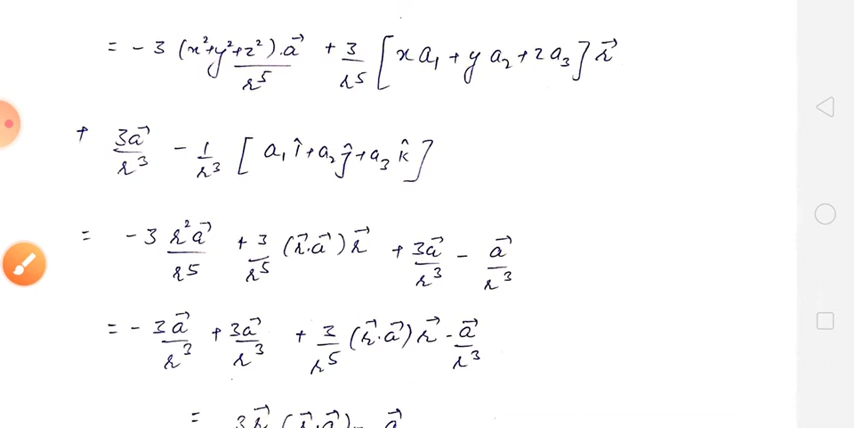 = - 3 (x²+y²+z²).a⃗ / r⁵ + 3/r⁵ [x a₁ + y a₂ + z a₃] r⃗
+ 3a⃗/r³ - 1/r³ [a₁ î + a₂ ĵ + a₃ k̂]
= - 3 r² a⃗ / r⁵ + 3/r⁵ (r⃗.a⃗) r⃗ + 3a⃗/r³ - a⃗/r³
= - 3a⃗/r³ + 3a⃗/r³ + 3/r⁵ (r⃗.a⃗) r⃗ - a⃗/r³
= 3r⃗ (r⃗.a⃗) - a⃗